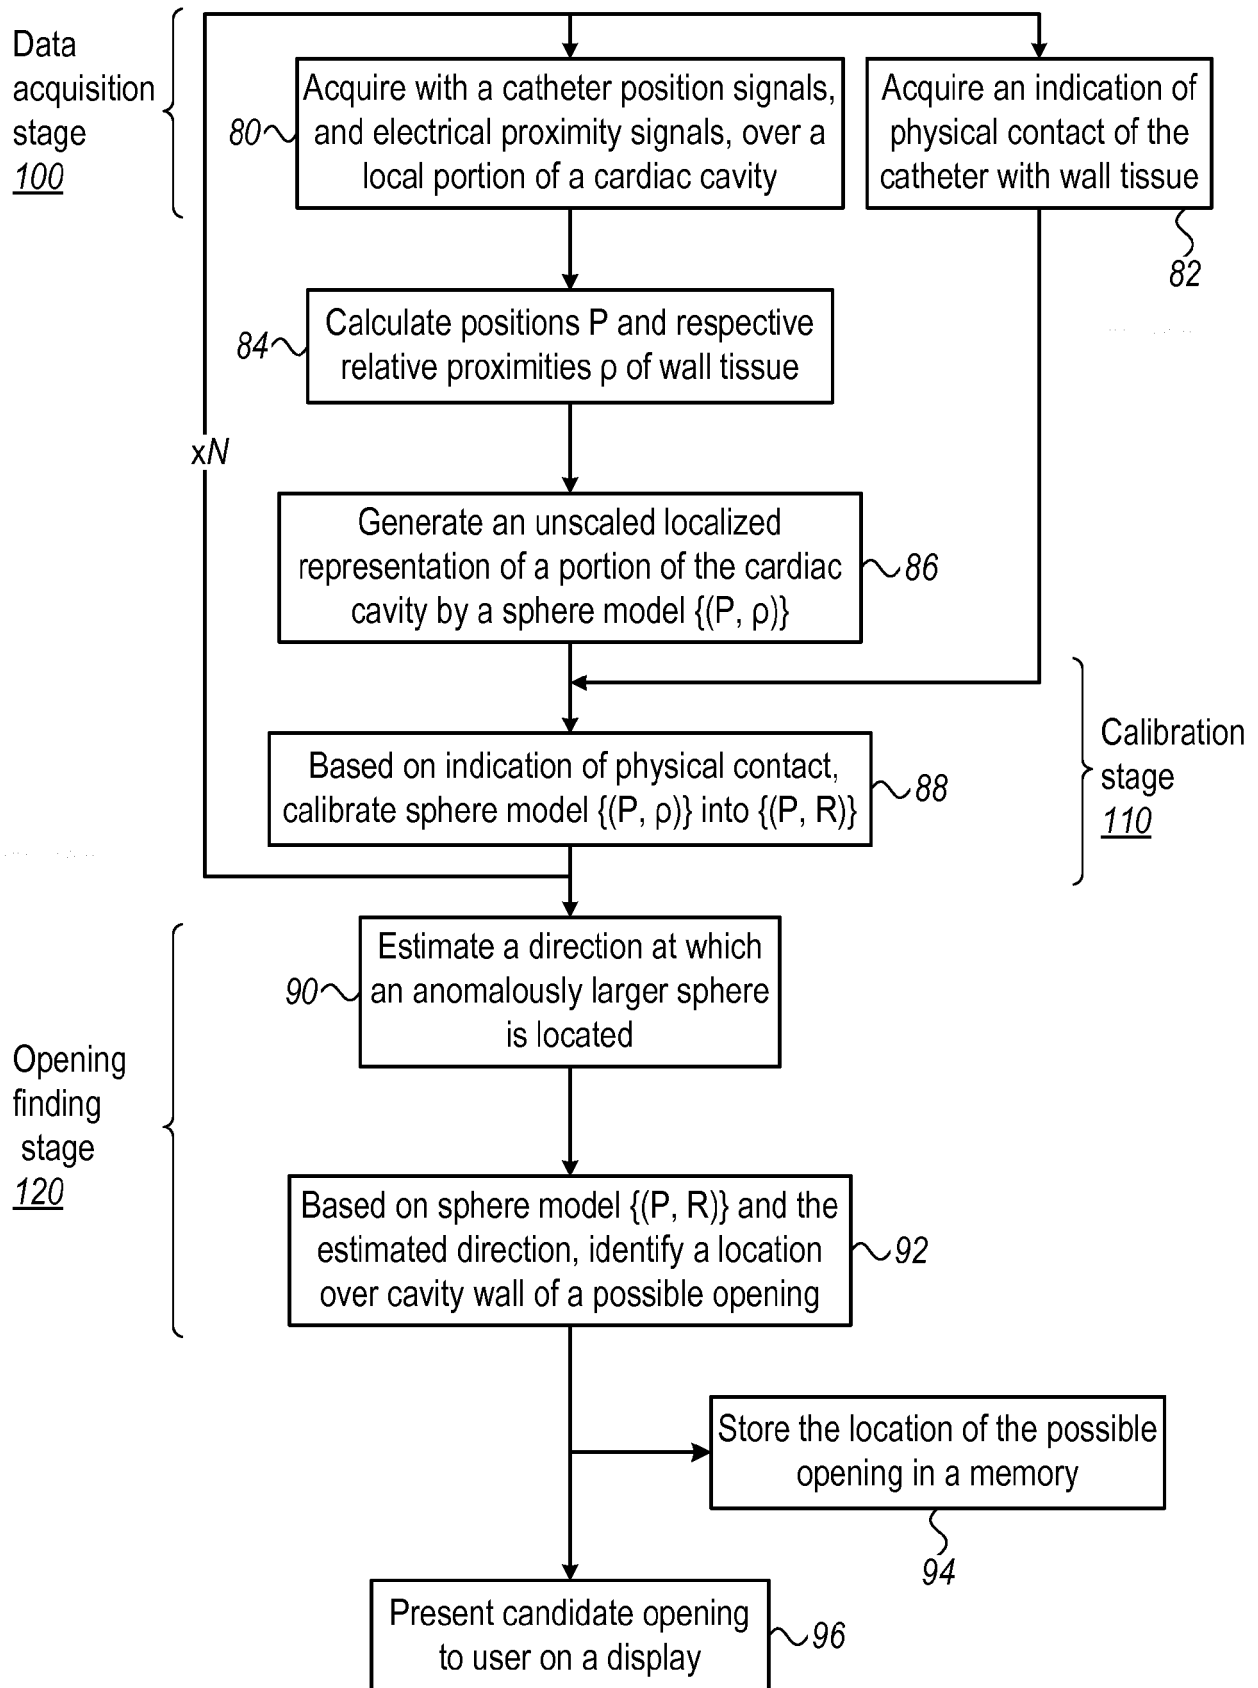 Data
acquisition
stage
100
80
Acquire with a catheter position signals,
and electrical proximity signals, over a
local portion of a cardiac cavity
Acquire an indication of
physical contact of the
catheter with wall tissue
82
84
Calculate positions P and respective
relative proximities ρ of wall tissue
xN
Generate an unscaled localized
representation of a portion of the cardiac
cavity by a sphere model {(P, ρ)}
86
Based on indication of physical contact,
calibrate sphere model {(P, ρ)} into {(P, R)}
88
Calibration
stage
110
90
Estimate a direction at which
an anomalously larger sphere
is located
Opening
finding
stage
120
Based on sphere model {(P, R)} and the
estimated direction, identify a location
over cavity wall of a possible opening
92
Store the location of the possible
opening in a memory
94
Present candidate opening
to user on a display
96